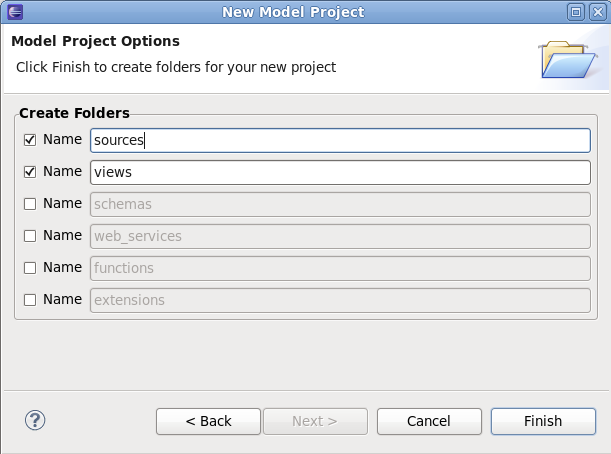 New Model Project
Model Project Options
Click Finish to create folders for your new project
Create Folders
Name sources
Name views
Name schemas
Name web_services
Name functions
Name extensions
? < Back Next > Cancel Finish